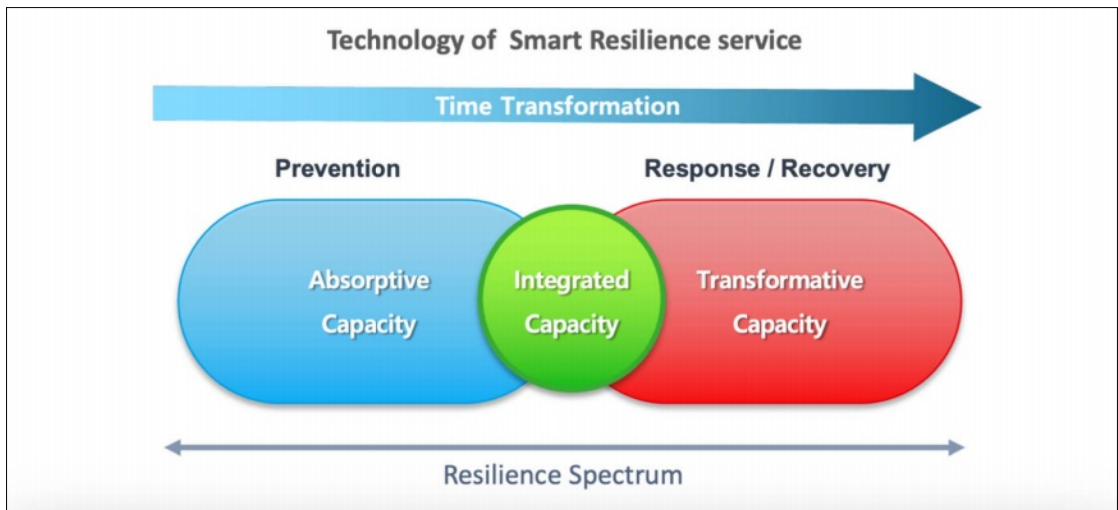 Technology of Smart Resilience service
Time Transformation
Prevention
Response / Recovery
Absorptive
Capacity
Integrated
Capacity
Transformative
Capacity
Resilience Spectrum